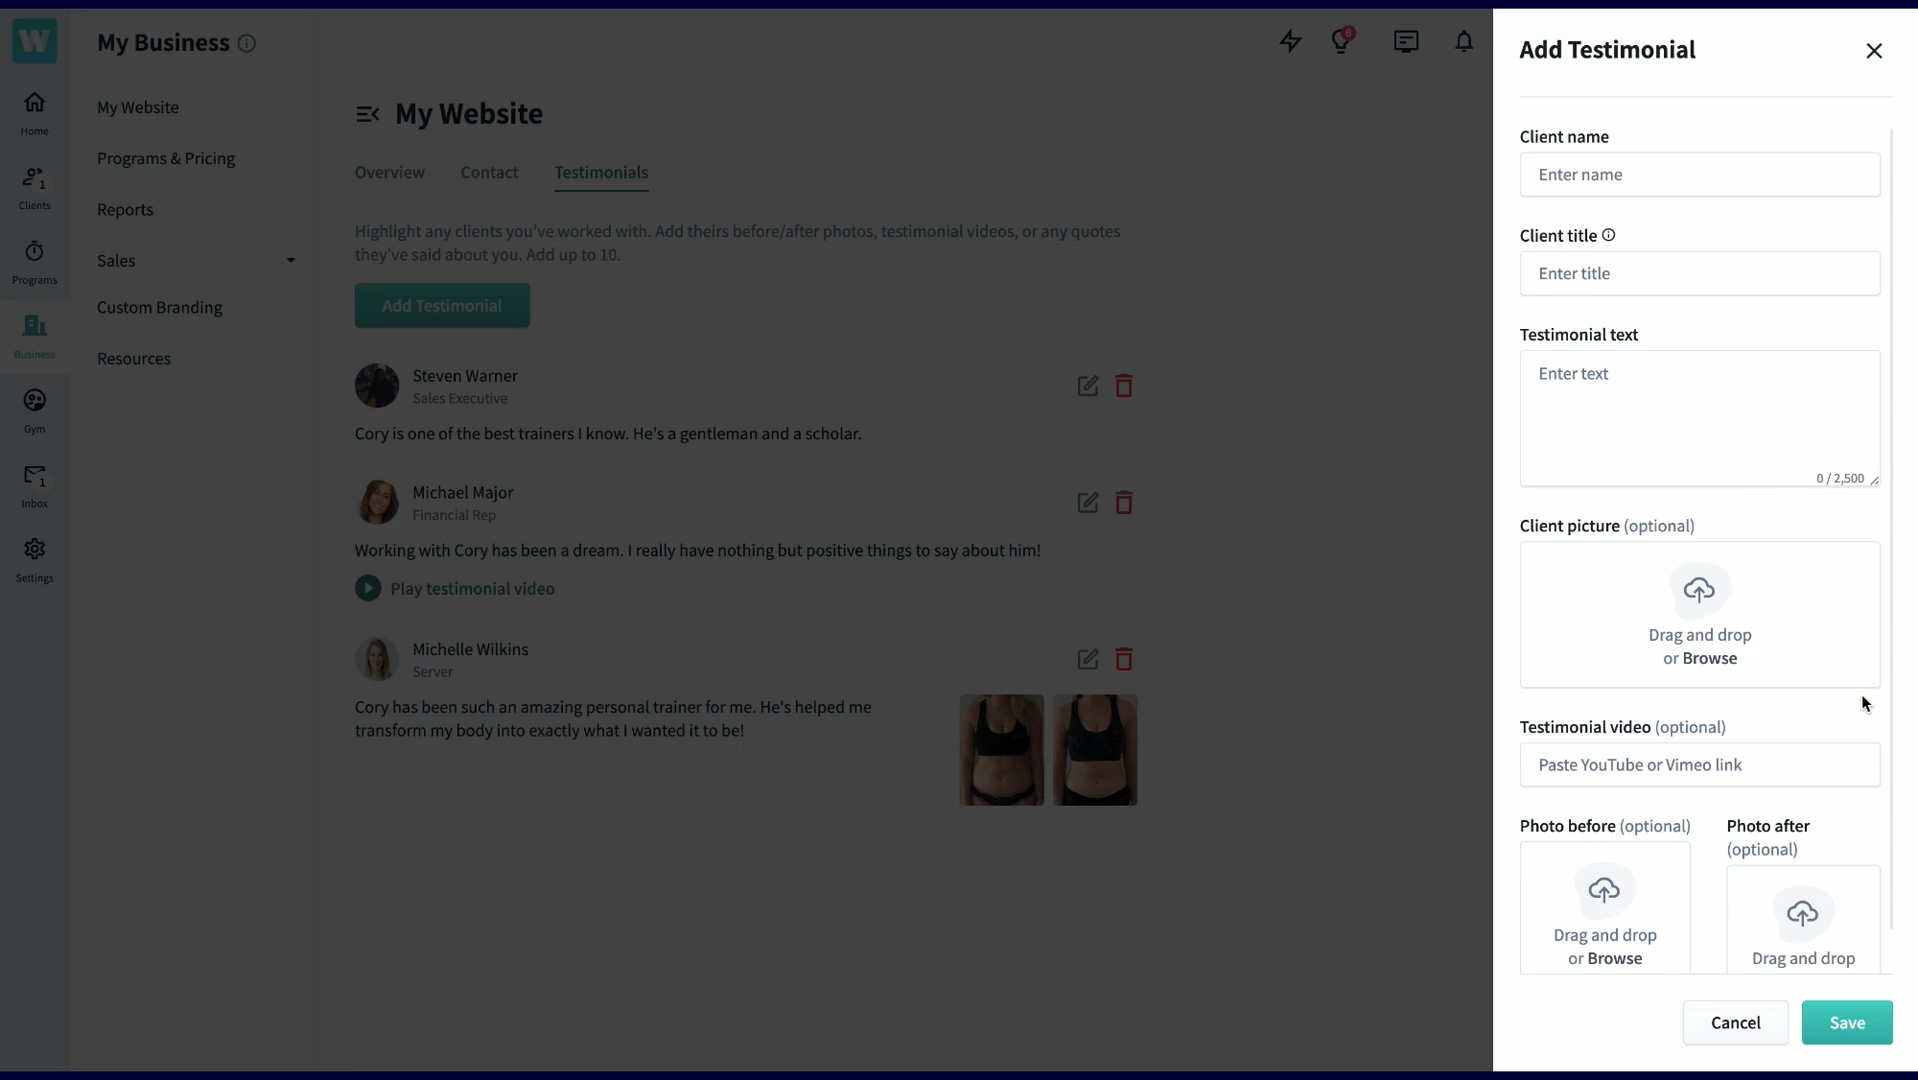 W
My Business
Home
1
Clients
Programs
Business
Gym
1
Inbox
Settings
My Website
Programs & Pricing
Reports
Sales
Custom Branding
Resources
8
My Website
Overview
Contact
Testimonials
Highlight any clients you've worked with. Add theirs before/after photos, testimonial videos, or any quotes
they've said about you. Add up to 10.
Add Testimonial
Steven Warner
Sales Executive
Cory is one of the best trainers I know. He's a gentleman and a scholar.
Michael Major
Financial Rep
Working with Cory has been a dream. I really have nothing but positive things to say about him!
Play testimonial video
Michelle Wilkins
Server
Cory has been such an amazing personal trainer for me. He's helped me
transform my body into exactly what I wanted it to be!
Add Testimonial
Client name
Enter name
Client title
Enter title
Testimonial text
Enter text
0 / 2,500
Client picture (optional)
Drag and drop
or Browse
Testimonial video (optional)
Paste YouTube or Vimeo link
Photo before (optional)
Drag and drop
or Browse
Photo after
(optional)
Drag and drop
Cancel
Save